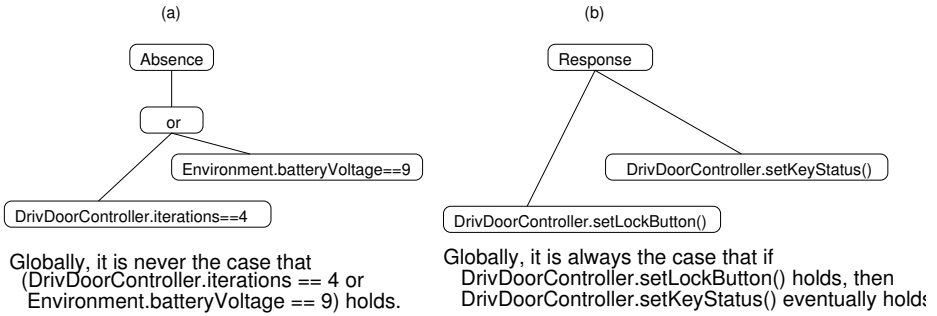 (a)
Absence
or
Environment.batteryVoltage==9
DrivDoorController.iterations==4
Globally, it is never the case that
(DrivDoorController.iterations == 4 or
Environment.batteryVoltage == 9) holds.
(b)
Response
DrivDoorController.setKeyStatus()
DrivDoorController.setLockButton()
Globally, it is always the case that if
DrivDoorController.setLockButton() holds, then
DrivDoorController.setKeyStatus() eventually holds